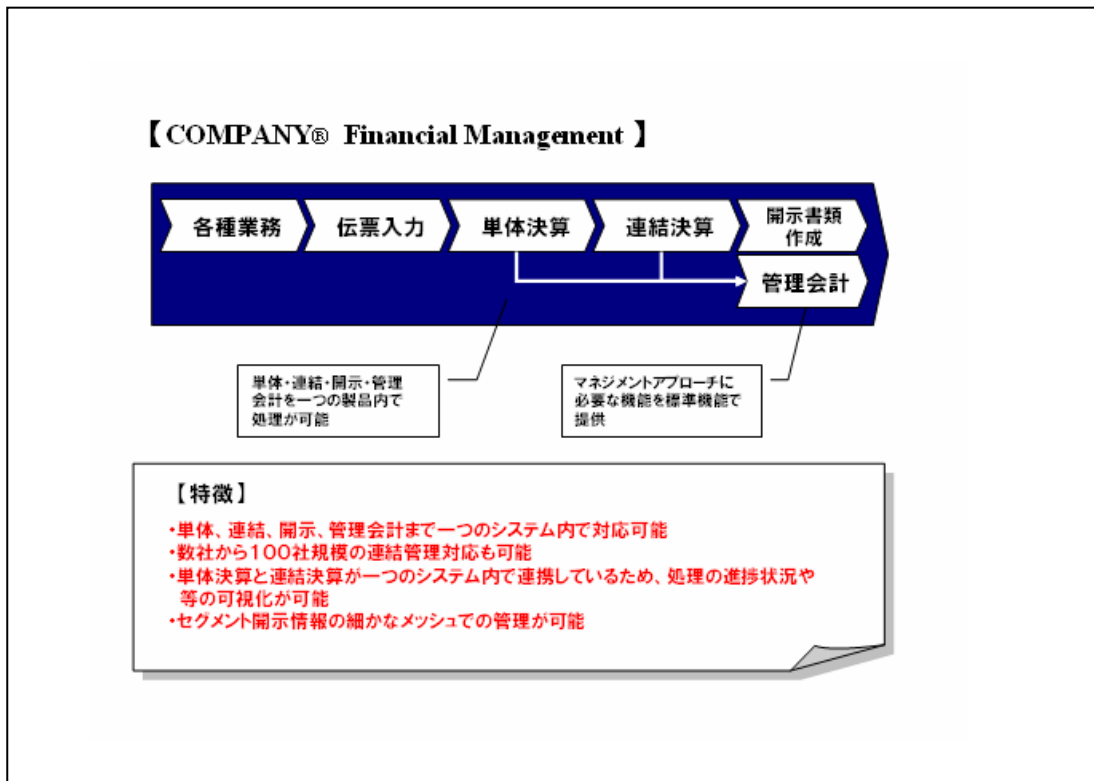 【COMPANY® Financial Management】
各種業務
伝票入力
単体決算
連結決算
開示書類
作成
管理会計
単体・連結・開示・管理
会計を一つの製品内で
処理が可能
マネジメントアプローチに
必要な機能を標準機能で
提供
【特徴】
・単体、連結、開示、管理会計まで一つのシステム内で対応可能
・数社から100社規模の連結管理対応も可能
・単体決算と連結決算が一つのシステム内で連携しているため、処理の進捗状況や
等の可視化が可能
・セグメント開示情報の細かなメッシュでの管理が可能